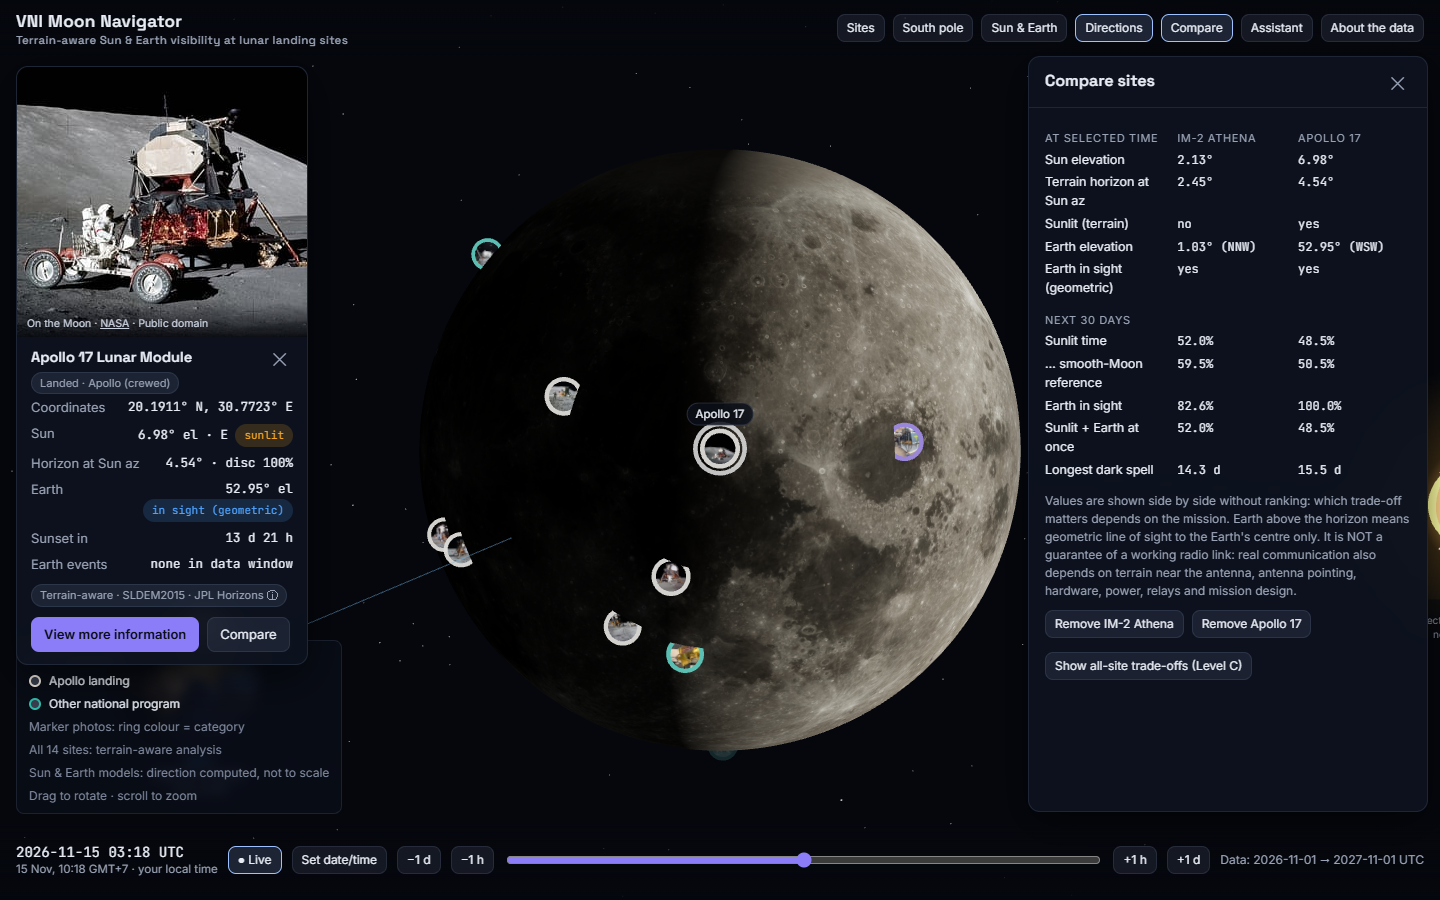 VNI Moon Navigator
Terrain-aware Sun & Earth visibility at lunar landing sites
Sites
South pole
Sun & Earth
Directions
Compare
Assistant
About the data
On the Moon · NASA · Public domain
Apollo 17 Lunar Module
Landed · Apollo (crewed)
Coordinates 20.1911° N, 30.7723° E
Sun 6.98° el · E sunlit
Horizon at Sun az 4.54° · disc 100%
Earth 52.95° el
in sight (geometric)
Sunset in 13 d 21 h
Earth events none in data window
Terrain-aware · SLDEM2015 · JPL Horizons ⓘ
View more information
Compare
Apollo landing
Other national program
Marker photos: ring colour = category
All 14 sites: terrain-aware analysis
Sun & Earth models: direction computed, not to scale
Drag to rotate · scroll to zoom
Apollo 17
Compare sites
AT SELECTED TIME IM-2 ATHENA APOLLO 17
Sun elevation 2.13° 6.98°
Terrain horizon at 2.45° 4.54°
Sun az
Sunlit (terrain) no yes
Earth elevation 1.03° (NNW) 52.95° (WSW)
Earth in sight yes yes
(geometric)
NEXT 30 DAYS
Sunlit time 52.0% 48.5%
... smooth-Moon 59.5% 50.5%
reference
Earth in sight 82.6% 100.0%
Sunlit + Earth at 52.0% 48.5%
once
Longest dark spell 14.3 d 15.5 d
Values are shown side by side without ranking: which trade-off
matters depends on the mission. Earth above the horizon means
geometric line of sight to the Earth's centre only. It is NOT a
guarantee of a working radio link: real communication also
depends on terrain near the antenna, antenna pointing,
hardware, power, relays and mission design.
Remove IM-2 Athena
Remove Apollo 17
Show all-site trade-offs (Level C)
2026-11-15 03:18 UTC
15 Nov, 10:18 GMT+7 · your local time
● Live
Set date/time
−1 d
−1 h
+1 h
+1 d
Data: 2026-11-01 → 2027-11-01 UTC